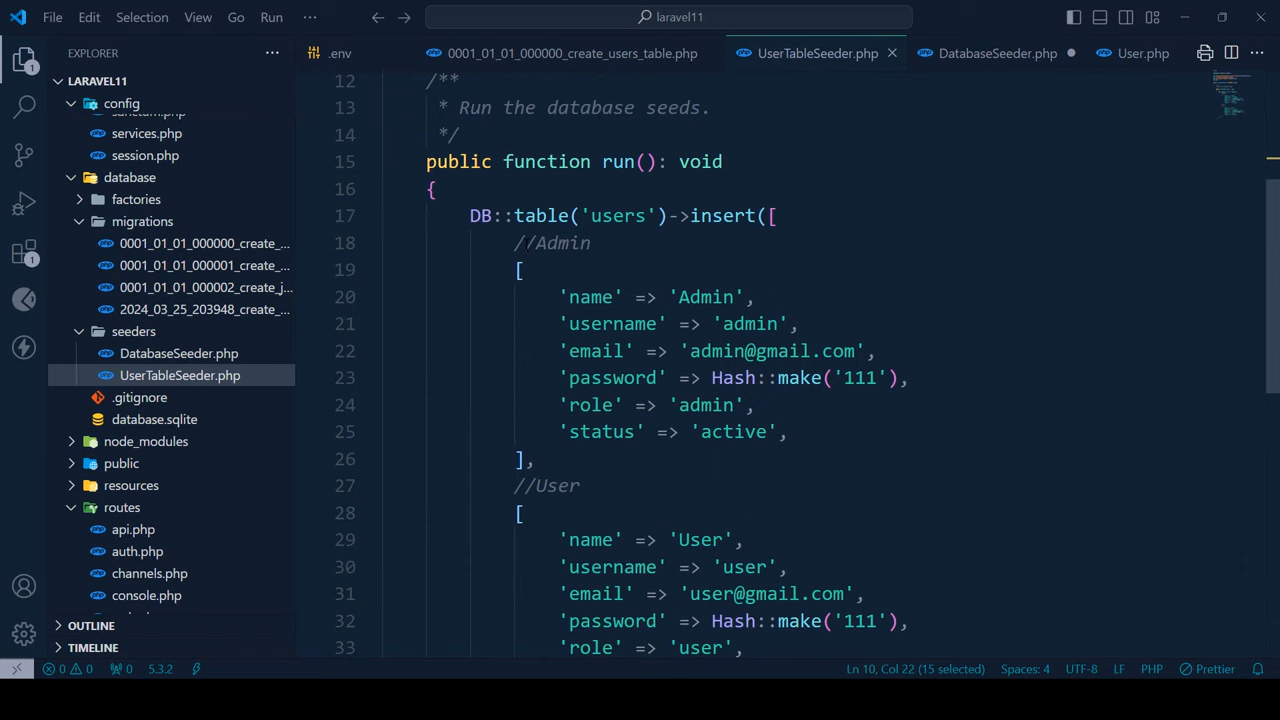 File Edit Selection View Go Run ··· laravel11
EXPLORER ···
LARAVEL11
config
sanctum.php
services.php
session.php
database
factories
migrations
0001_01_01_000000_create_...
0001_01_01_000001_create_...
0001_01_01_000002_create_j...
2024_03_25_203948_create_...
seeders
DatabaseSeeder.php
UserTableSeeder.php
.gitignore
database.sqlite
node_modules
public
resources
routes
api.php
auth.php
channels.php
console.php
OUTLINE
TIMELINE
.env 0001_01_01_000000_create_users_table.php UserTableSeeder.php DatabaseSeeder.php User.php ···
12 /**
13 * Run the database seeds.
14 */
15 public function run(): void
16 {
17 DB::table('users')->insert([
18 //Admin
19 [
20 'name' => 'Admin',
21 'username' => 'admin',
22 'email' => 'admin@gmail.com',
23 'password' => Hash::make('111'),
24 'role' => 'admin',
25 'status' => 'active',
26 ],
27 //User
28 [
29 'name' => 'User',
30 'username' => 'user',
31 'email' => 'user@gmail.com',
32 'password' => Hash::make('111'),
33 'role' => 'user',
0 0 0 5.3.2 Ln 10, Col 22 (15 selected) Spaces: 4 UTF-8 LF PHP Prettier